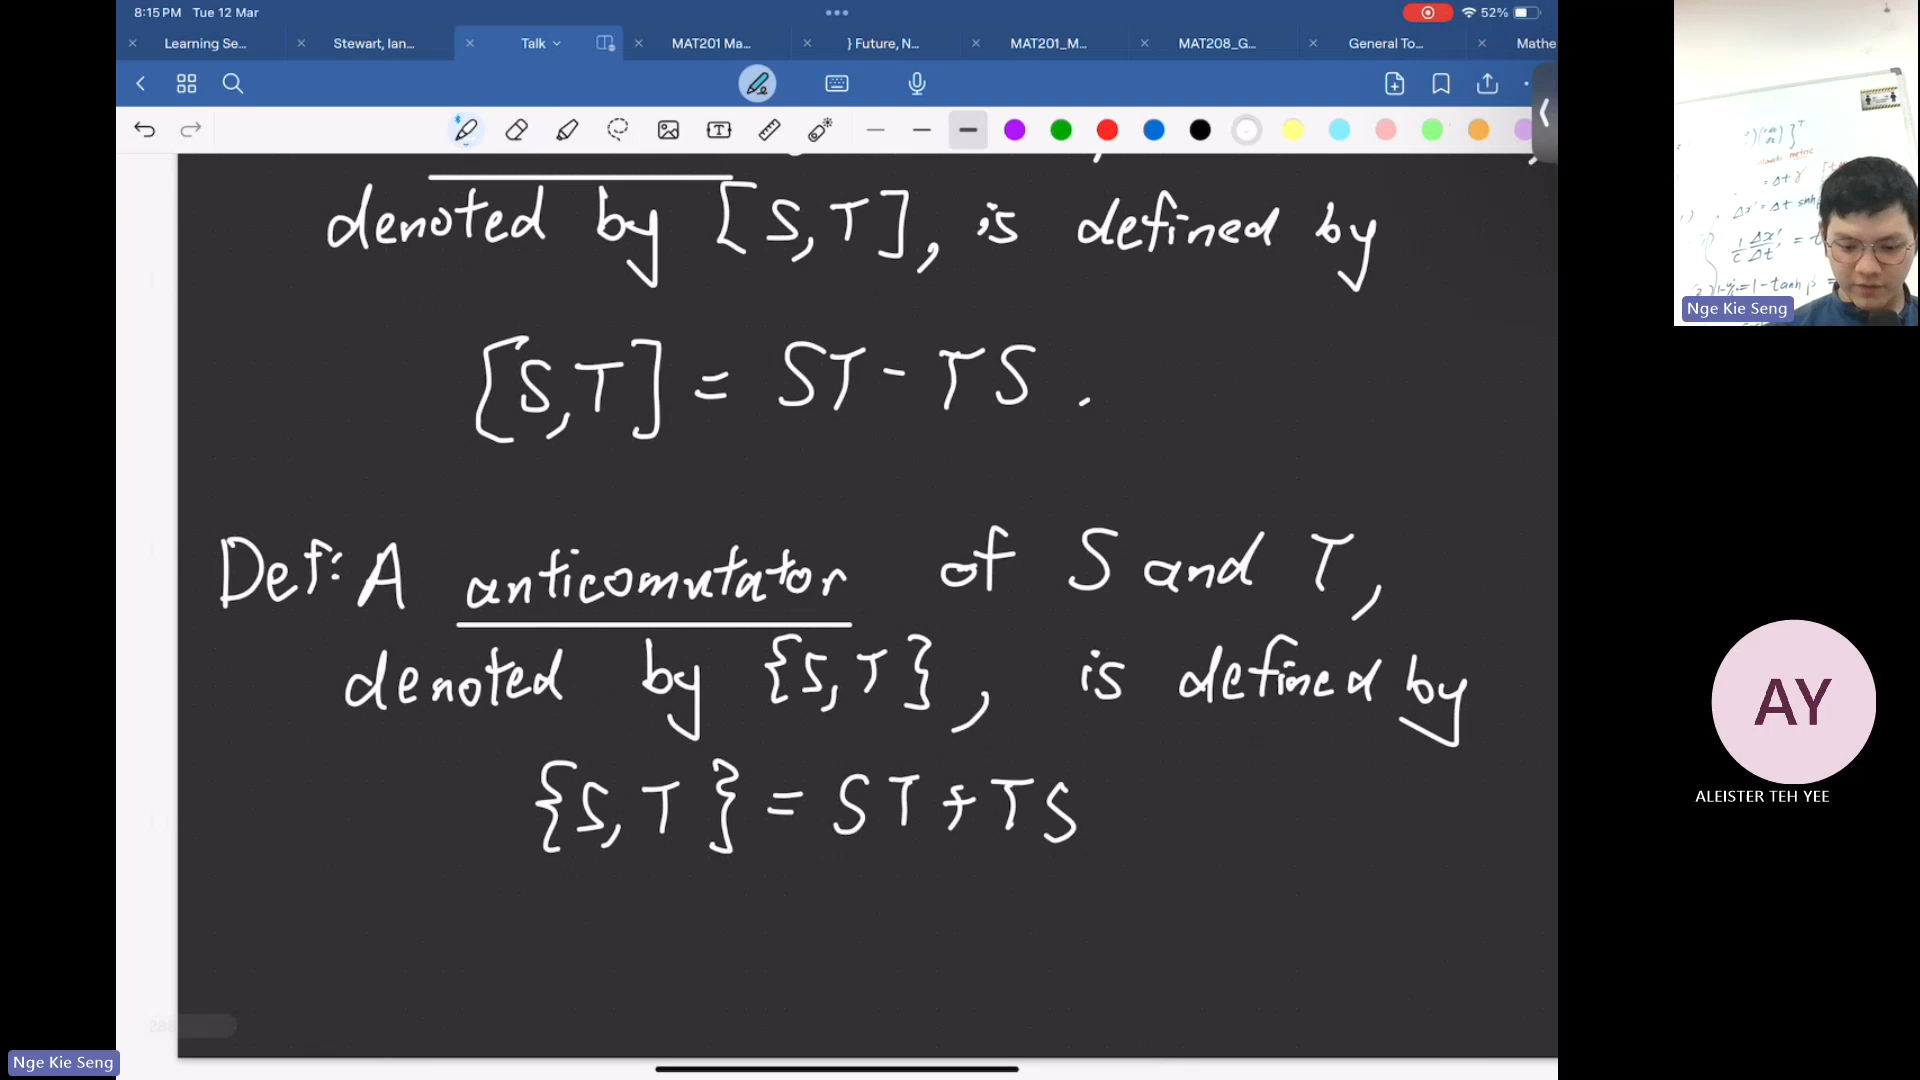 8:15 PM Tue 12 Mar
52%
Learning Se...
Stewart, Ian,...
Talk
MAT201 Ma...
} Future, N...
MAT201_M...
MAT208_G...
General To...
Mathe
denoted by [S,T], is defined by
[S,T] = ST - TS .
Def: A anticomutator of S and T,
denoted by {S,T}, is defined by
{S,T} = ST + TS
Nge Kie Seng
AY
ALEISTER TEH YEE
Nge Kie Seng